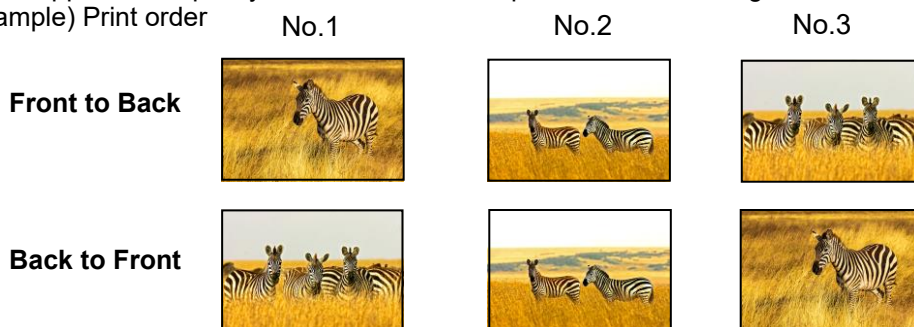 ample) Print order
No.1 No.2 No.3
Front to Back
Back to Front